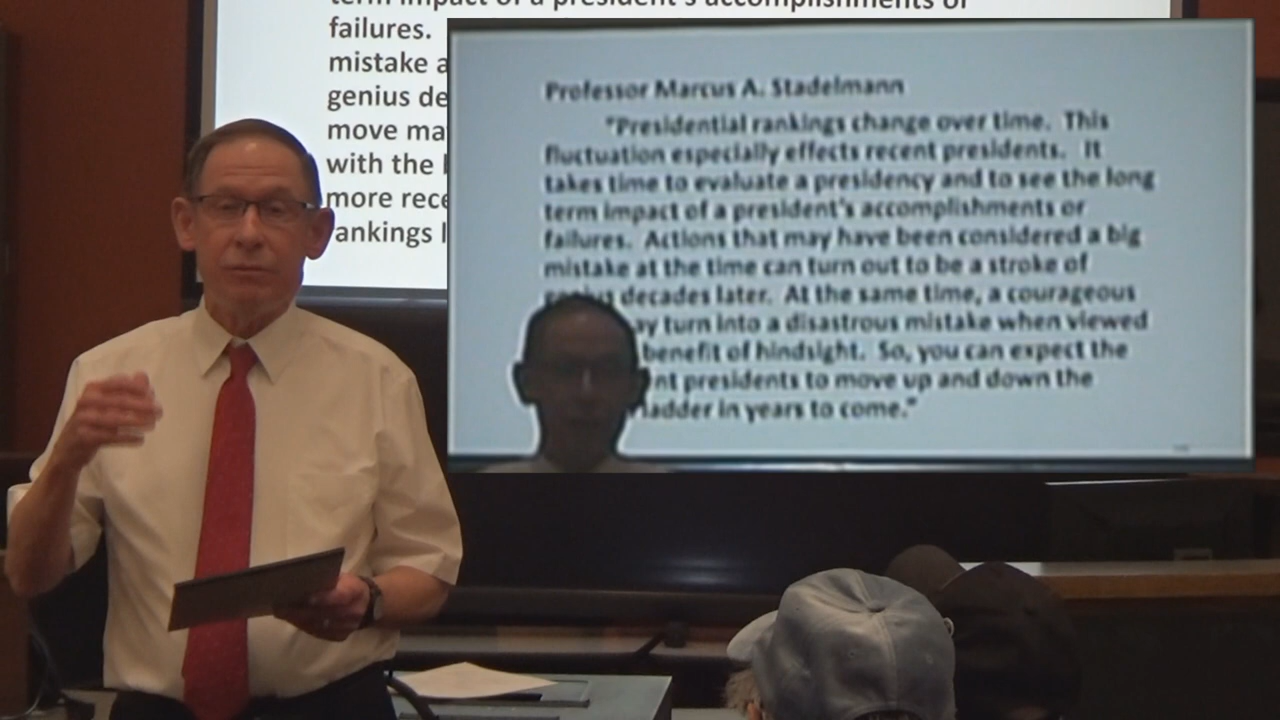 term impact of a president's accomplishments or
failures.
mistake a
genius de
move ma
with the
more rece
rankings l
Professor Marcus A. Stadelmann
"Presidential rankings change over time. This
fluctuation especially effects recent presidents. It
takes time to evaluate a presidency and to see the long
term impact of a president's accomplishments or
failures. Actions that may have been considered a big
mistake at the time can turn out to be a stroke of
genius decades later. At the same time, a courageous
ay turn into a disastrous mistake when viewed
benefit of hindsight. So, you can expect the
nt presidents to move up and down the
ladder in years to come."